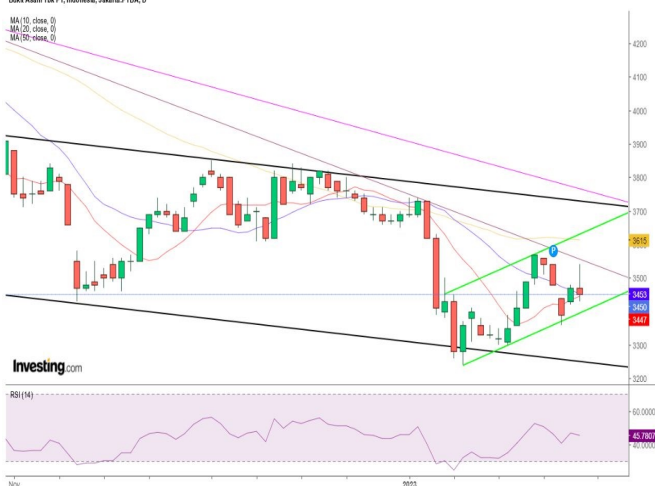 Bukit Asam Tbk PT, Indonesia, Jakarta:PTBA, D
MA (10, close, 0)
MA (20, close, 0)
MA (50, close, 0)
4200
4100
4000
3900
3800
3700
3615
P
3500
3453
3450
3447
3300
3200
Investing.com
RSI (14)
60.0000
45.7807
40.0000
Nov
2023